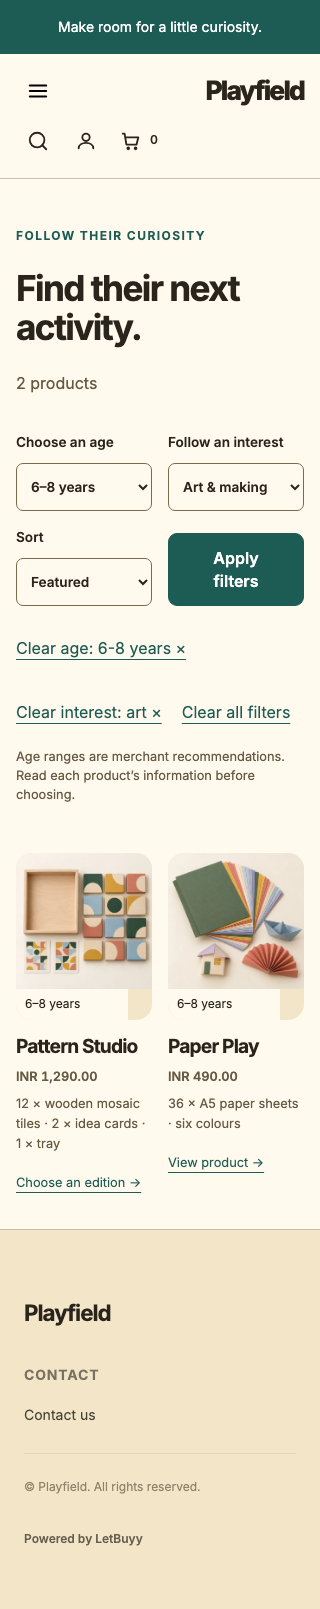 Make room for a little curiosity.
Playfield
0
FOLLOW THEIR CURIOSITY
Find their next
activity.
2 products
Choose an age
Follow an interest
6–8 years
Art & making
Sort
Featured
Apply
filters
Clear age: 6-8 years ×
Clear interest: art ×
Clear all filters
Age ranges are merchant recommendations.
Read each product’s information before
choosing.
6–8 years
6–8 years
Pattern Studio
INR 1,290.00
12 × wooden mosaic
tiles · 2 × idea cards ·
1 × tray
Choose an edition →
Paper Play
INR 490.00
36 × A5 paper sheets
· six colours
View product →
Playfield
CONTACT
Contact us
© Playfield. All rights reserved.
Powered by LetBuyy